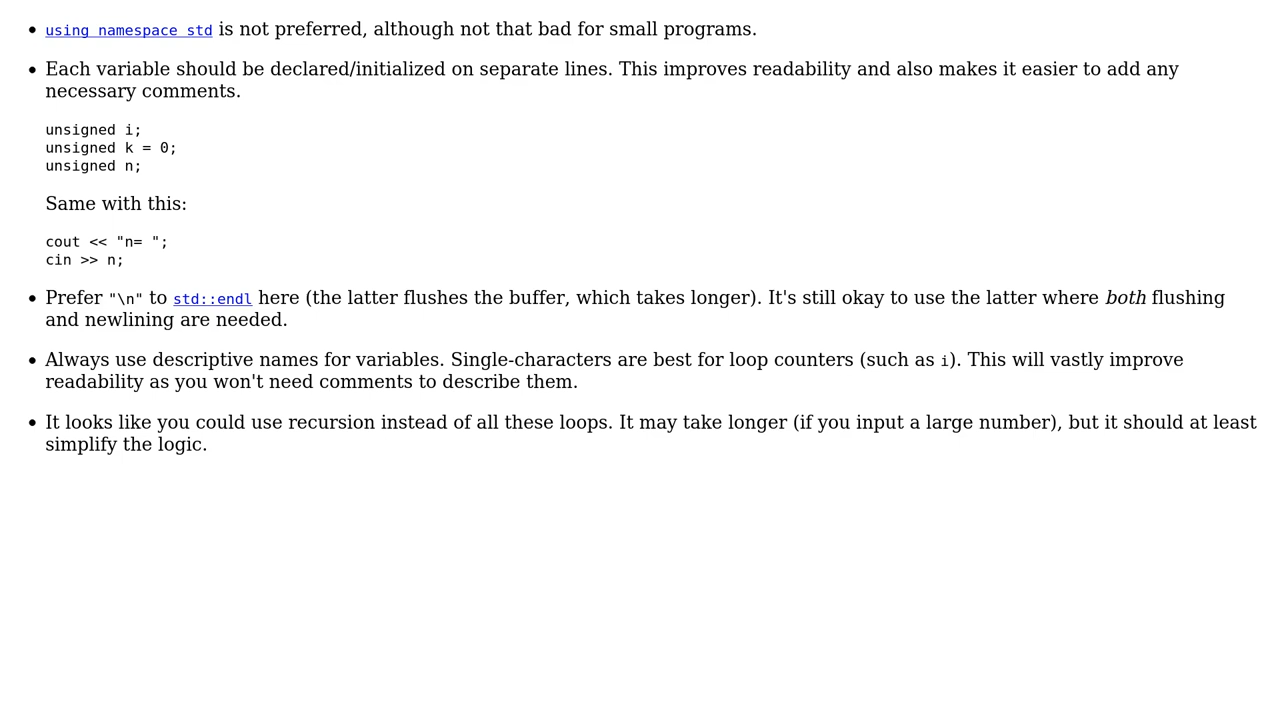 • using namespace std is not preferred, although not that bad for small programs.
• Each variable should be declared/initialized on separate lines. This improves readability and also makes it easier to add any
necessary comments.
unsigned i;
unsigned k = 0;
unsigned n;
Same with this:
cout << "n= ";
cin >> n;
• Prefer "\n" to std::endl here (the latter flushes the buffer, which takes longer). It's still okay to use the latter where both flushing
and newlining are needed.
• Always use descriptive names for variables. Single-characters are best for loop counters (such as i). This will vastly improve
readability as you won't need comments to describe them.
• It looks like you could use recursion instead of all these loops. It may take longer (if you input a large number), but it should at least
simplify the logic.